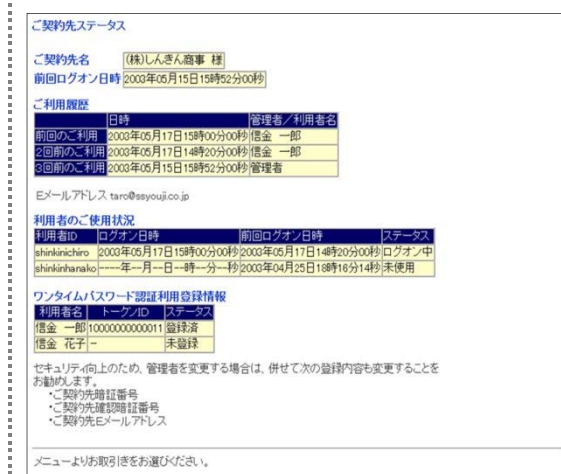 ご契約先ステータス
ご契約先名 (株)しんきん商事 様
前回ログオン日時 2003年05月15日15時52分00秒
ご利用履歴
日時 管理者／利用者名
前回のご利用 2003年05月17日15時00分00秒 信金 一郎
2回前のご利用 2003年05月17日14時20分00秒 信金 一郎
3回前のご利用 2003年05月15日15時52分00秒 管理者
Eメールアドレス taro@ssyouji.co.jp
利用者のご使用状況
利用者ID ログオン日時 前回ログオン日時 ステータス
shinkinichiro 2003年05月17日15時00分00秒 2003年05月17日14時20分00秒 ログオン中
shinkinhanako ----年--月--日--時--分--秒 2003年04月25日18時16分14秒 未使用
ワンタイムパスワード認証利用登録情報
利用者名 トークンID ステータス
信金 一郎 10000000000011 登録済
信金 花子 - 未登録
セキュリティ向上のため、管理者を変更する場合は、併せて次の登録内容も変更することを
お勧めします。
・ご契約先暗証番号
・ご契約先確認暗証番号
・ご契約先Eメールアドレス
メニューよりお取引きをお選びください。